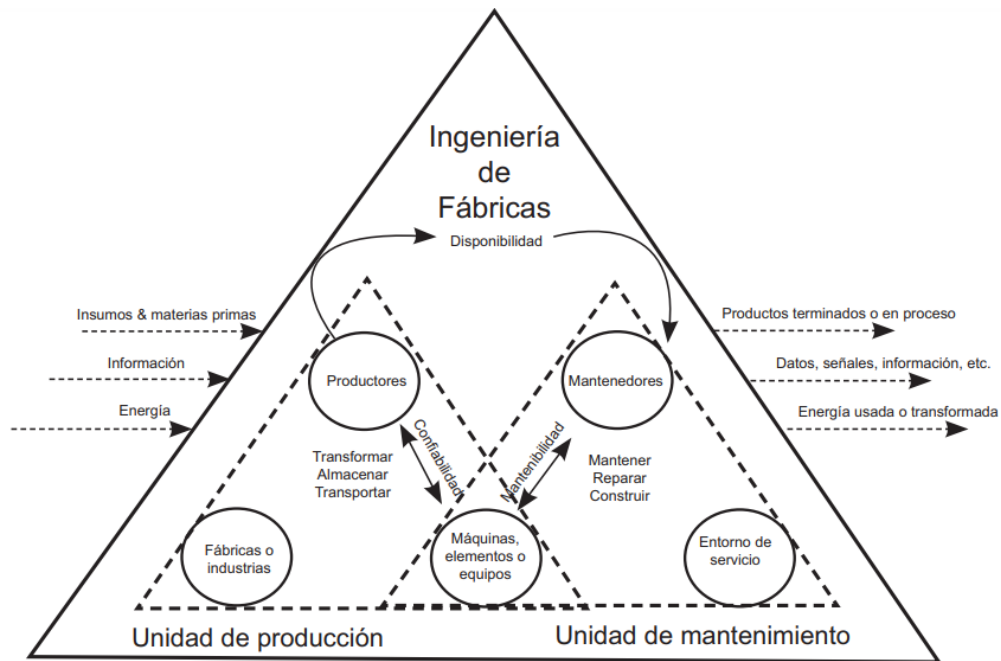 Ingeniería
de
Fábricas
Disponibilidad
Insumos & materias primas
Información
Energía
Productos terminados o en proceso
Datos, señales, información, etc.
Energía usada o transformada
Productores
Mantenedores
Confiabilidad
Mantenibilidad
Transformar
Almacenar
Transportar
Mantener
Reparar
Construir
Fábricas o
industrias
Máquinas,
elementos o
equipos
Entorno de
servicio
Unidad de producción
Unidad de mantenimiento